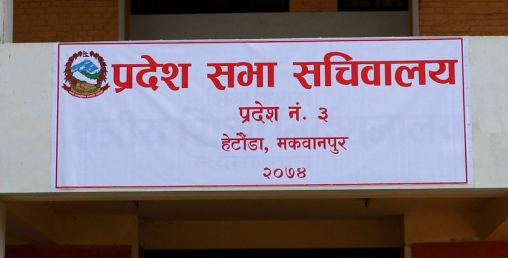 प्रदेश सभा सचिवालय
प्रदेश नं. ३
हेटौंडा, मकवानपुर
२०७४